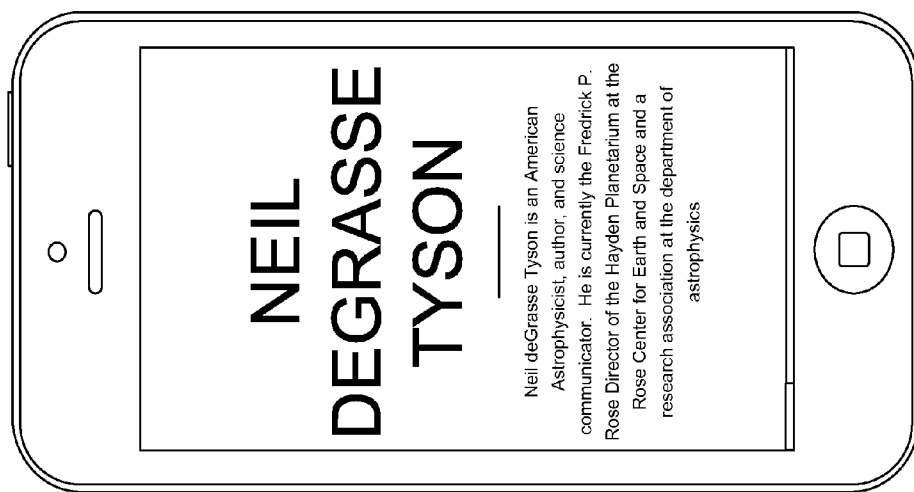 NEIL
DEGRASSE
TYSON
Neil deGrasse Tyson is an American
Astrophysicist, author, and science
communicator. He is currently the Fredrick P.
Rose Director of the Hayden Planetarium at the
Rose Center for Earth and Space and a
research association at the department of
astrophysics